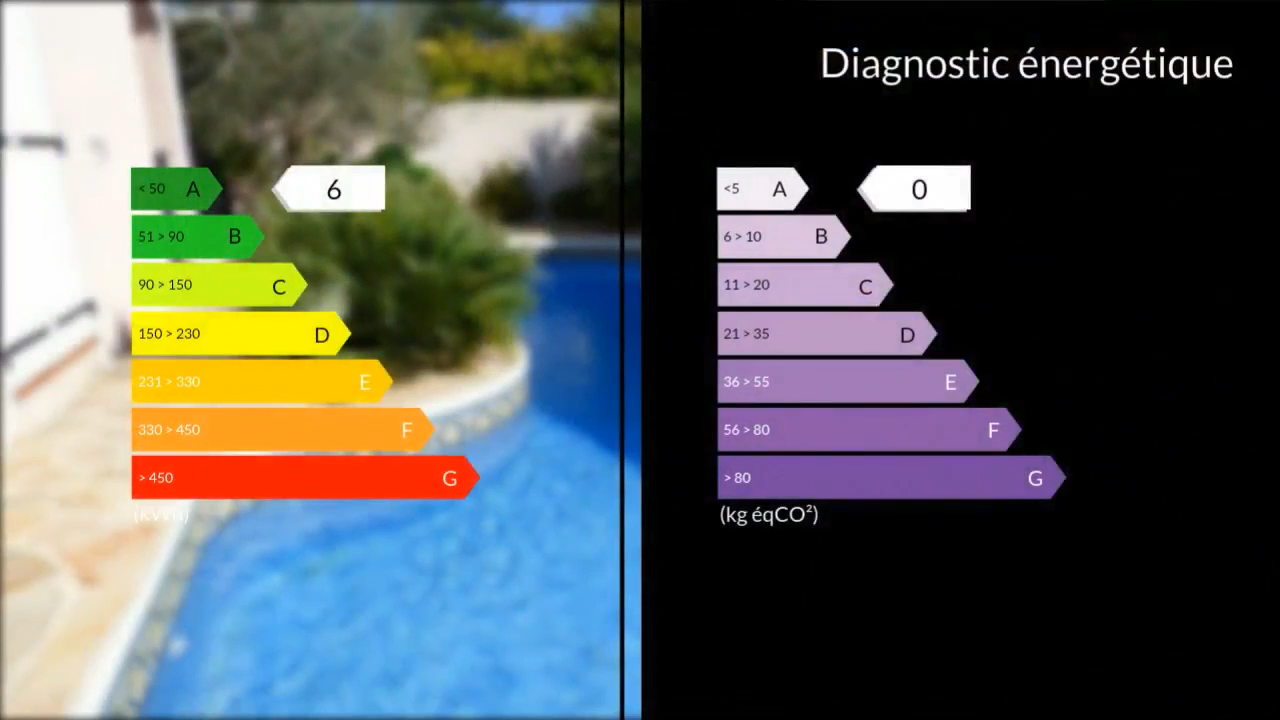 Diagnostic énergétique
< 50 A 6
51 > 90 B
90 > 150 C
150 > 230 D
231 > 330 E
330 > 450 F
> 450 G
(KWh)
<5 A 0
6 > 10 B
11 > 20 C
21 > 35 D
36 > 55 E
56 > 80 F
> 80 G
(kg éqCO²)